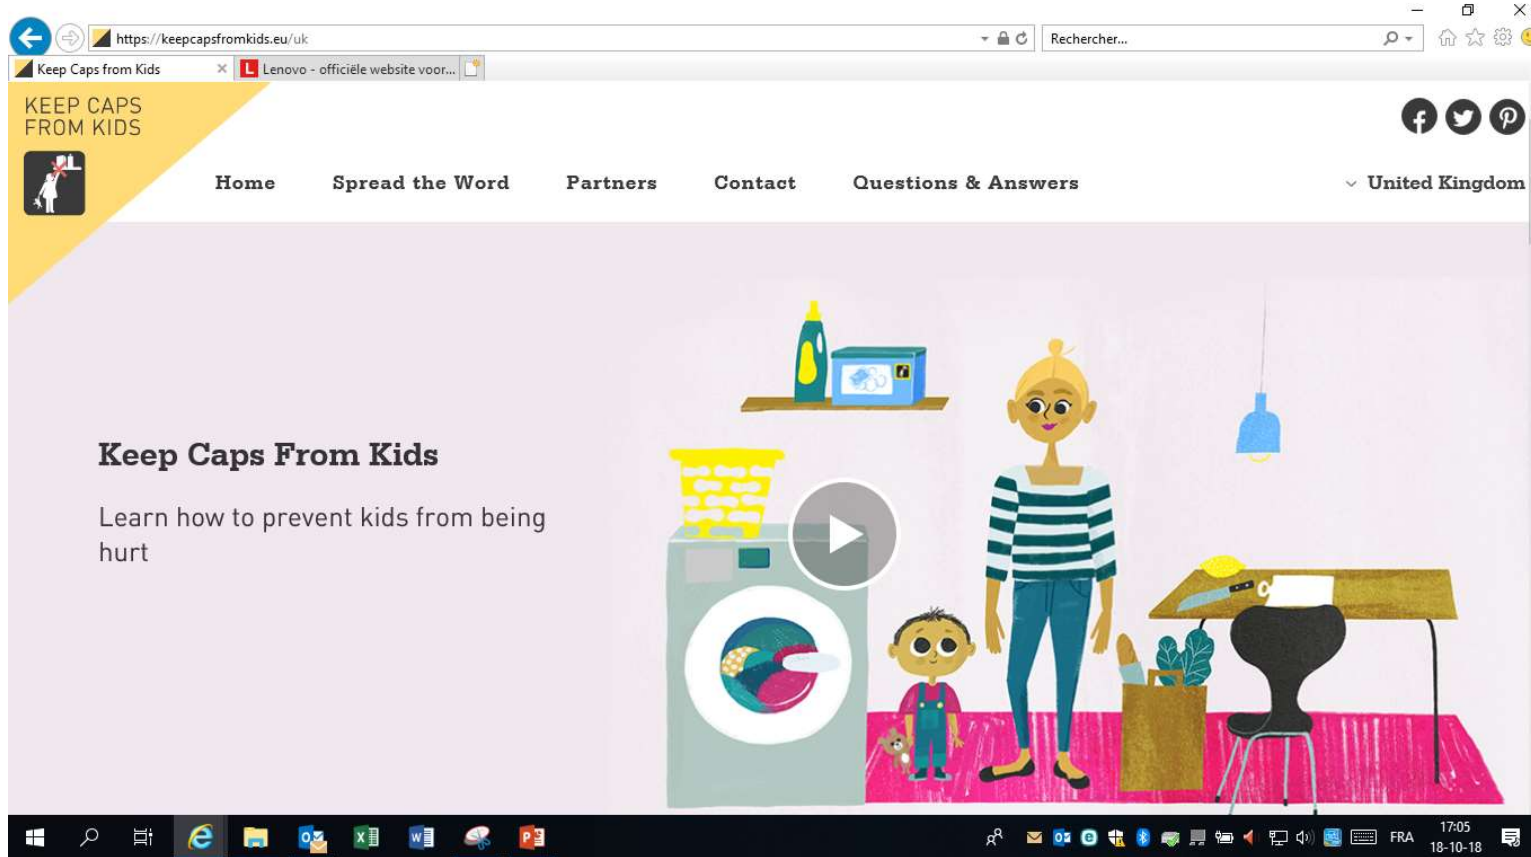 https://keepcapsfromkids.eu/uk
Rechercher...
Keep Caps from Kids
Lenovo - officiële website voor...
KEEP CAPS
FROM KIDS
Home
Spread the Word
Partners
Contact
Questions & Answers
United Kingdom
Keep Caps From Kids
Learn how to prevent kids from being
hurt
FRA
17:05
18-10-18